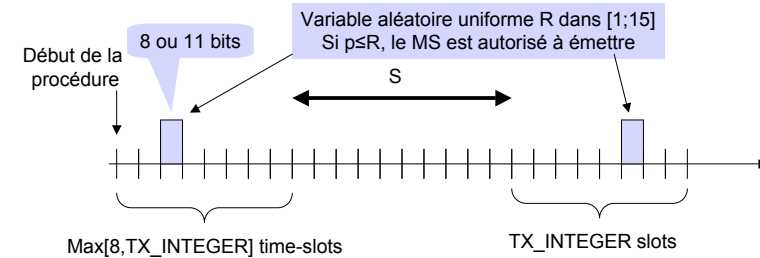 Variable aléatoire uniforme R dans [1;15]
Si p≤R, le MS est autorisé à émettre
8 ou 11 bits
Début de la
procédure
S
Max[8,TX_INTEGER] time-slots
TX_INTEGER slots